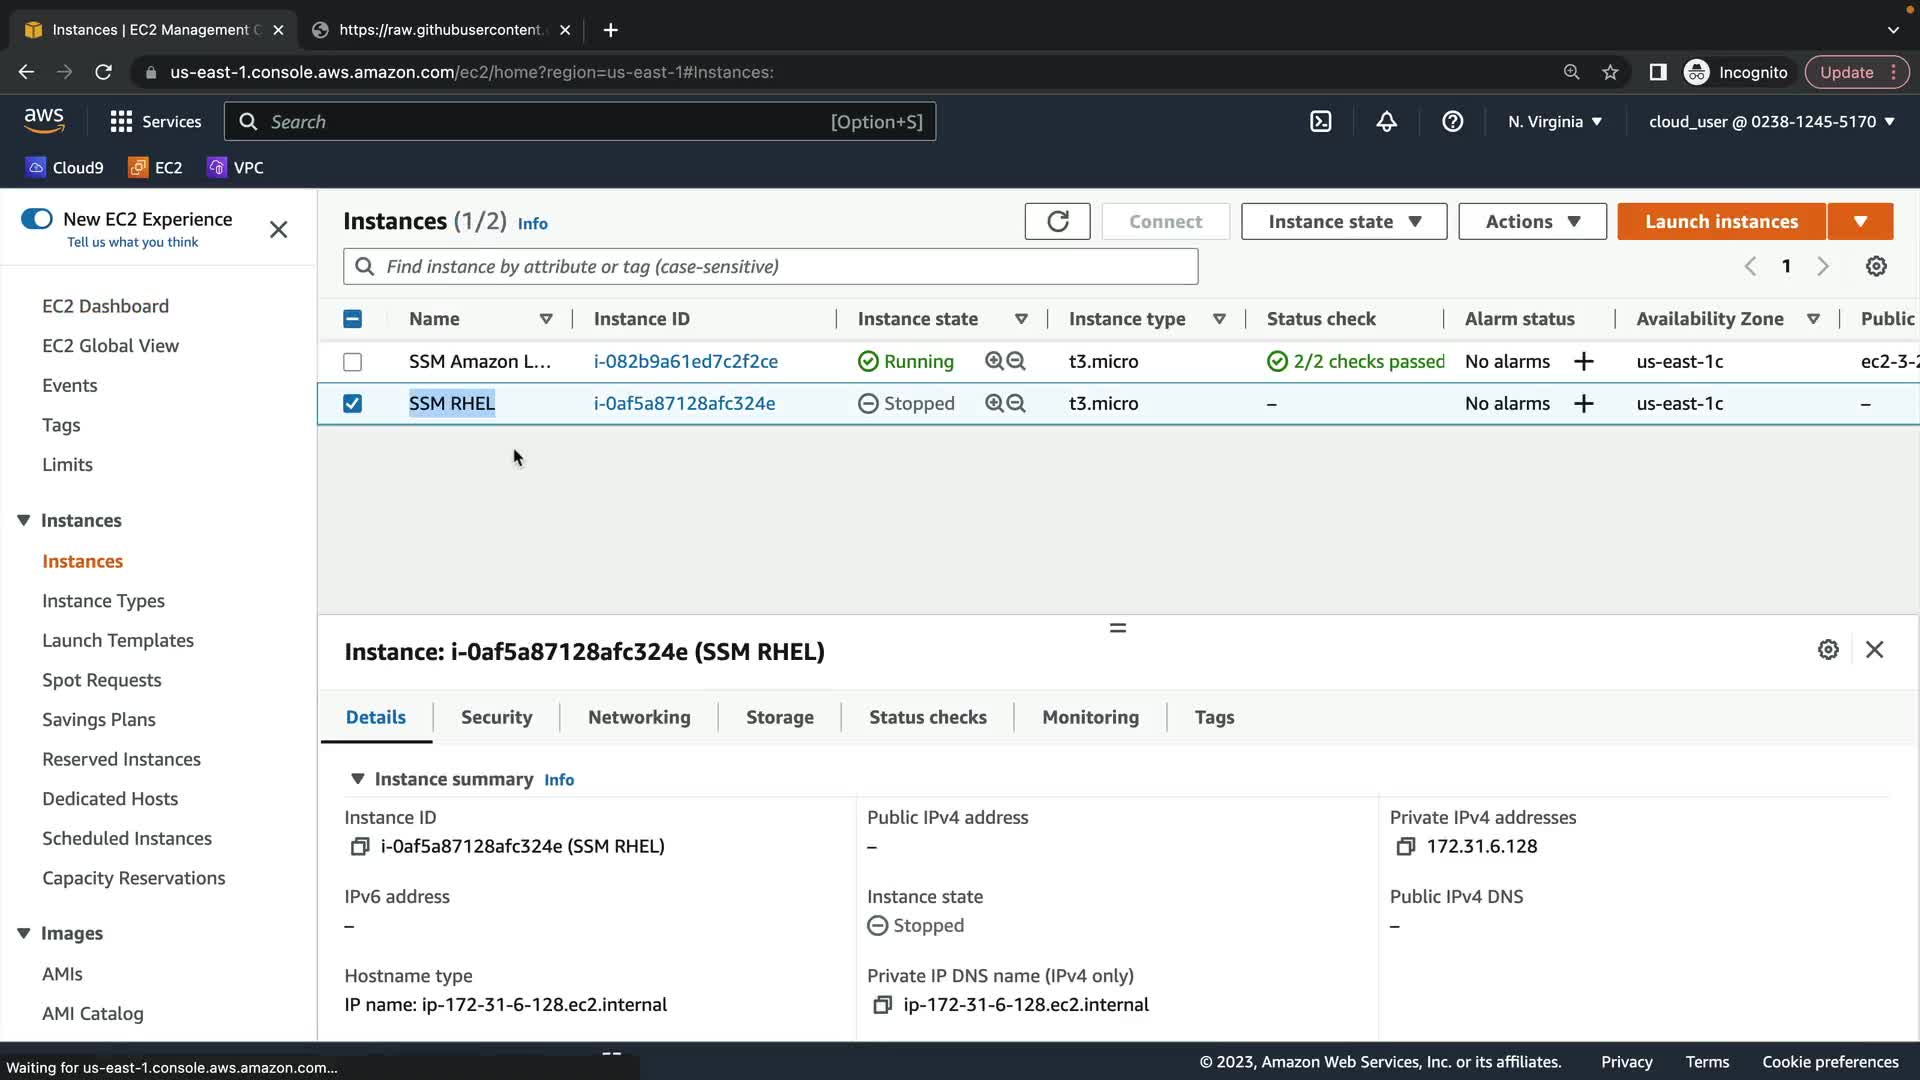 Instances | EC2 Management C
https://raw.githubusercontent.
us-east-1.console.aws.amazon.com/ec2/home?region=us-east-1#Instances:
Incognito
Update
aws
Services
Search
[Option+S]
N. Virginia
cloud_user @ 0238-1245-5170
Cloud9
EC2
VPC
New EC2 Experience
Tell us what you think
EC2 Dashboard
EC2 Global View
Events
Tags
Limits
Instances
Instances
Instance Types
Launch Templates
Spot Requests
Savings Plans
Reserved Instances
Dedicated Hosts
Scheduled Instances
Capacity Reservations
Images
AMIs
AMI Catalog
Instances (1/2) Info
Connect
Instance state
Actions
Launch instances
Find instance by attribute or tag (case-sensitive)
1
Name Instance ID Instance state Instance type Status check Alarm status Availability Zone Public
SSM Amazon L... i-082b9a61ed7c2f2ce Running t3.micro 2/2 checks passed No alarms + us-east-1c ec2-3-2
SSM RHEL i-0af5a87128afc324e Stopped t3.micro – No alarms + us-east-1c –
Instance: i-0af5a87128afc324e (SSM RHEL)
Details Security Networking Storage Status checks Monitoring Tags
Instance summary Info
Instance ID
i-0af5a87128afc324e (SSM RHEL)
Public IPv4 address
–
Private IPv4 addresses
172.31.6.128
IPv6 address
–
Instance state
Stopped
Public IPv4 DNS
–
Hostname type
IP name: ip-172-31-6-128.ec2.internal
Private IP DNS name (IPv4 only)
ip-172-31-6-128.ec2.internal
Waiting for us-east-1.console.aws.amazon.com...
© 2023, Amazon Web Services, Inc. or its affiliates.
Privacy
Terms
Cookie preferences